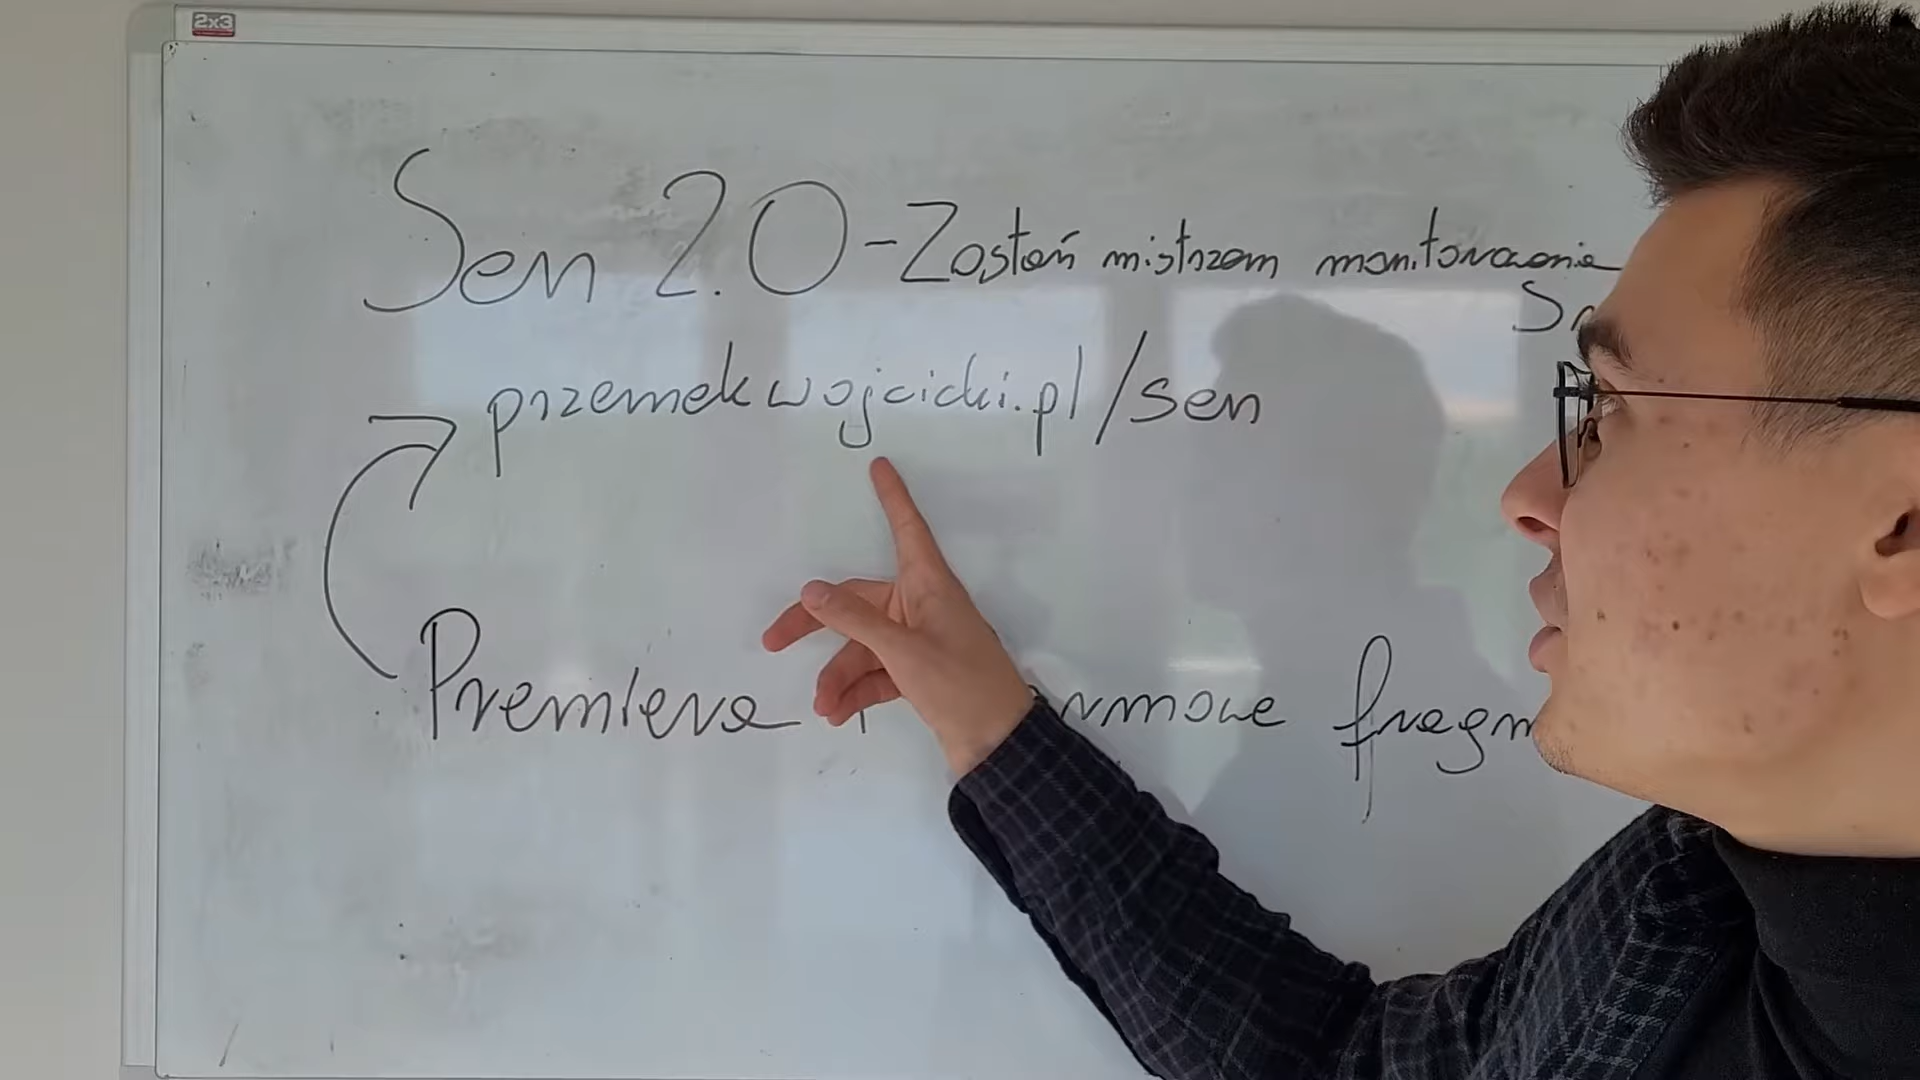 2x3
Sen 2.0 - Zostań mistrzem monitorowania
przemekwojcicki.pl/sen
Premiera